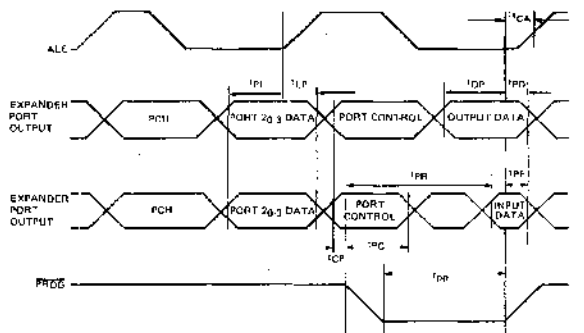 tCA
ALE
tPL
tLP
tDP
tPD
EXPANDER
PORT
OUTPUT
PCH
PORT 20-3 DATA
PORT CONTROL
OUTPUT DATA
tPR
tPF
EXPANDER
PORT
OUTPUT
PCH
PORT 20-3 DATA
PORT
CONTROL
INPUT
DATA
tCP
tPC
tPP
PROG